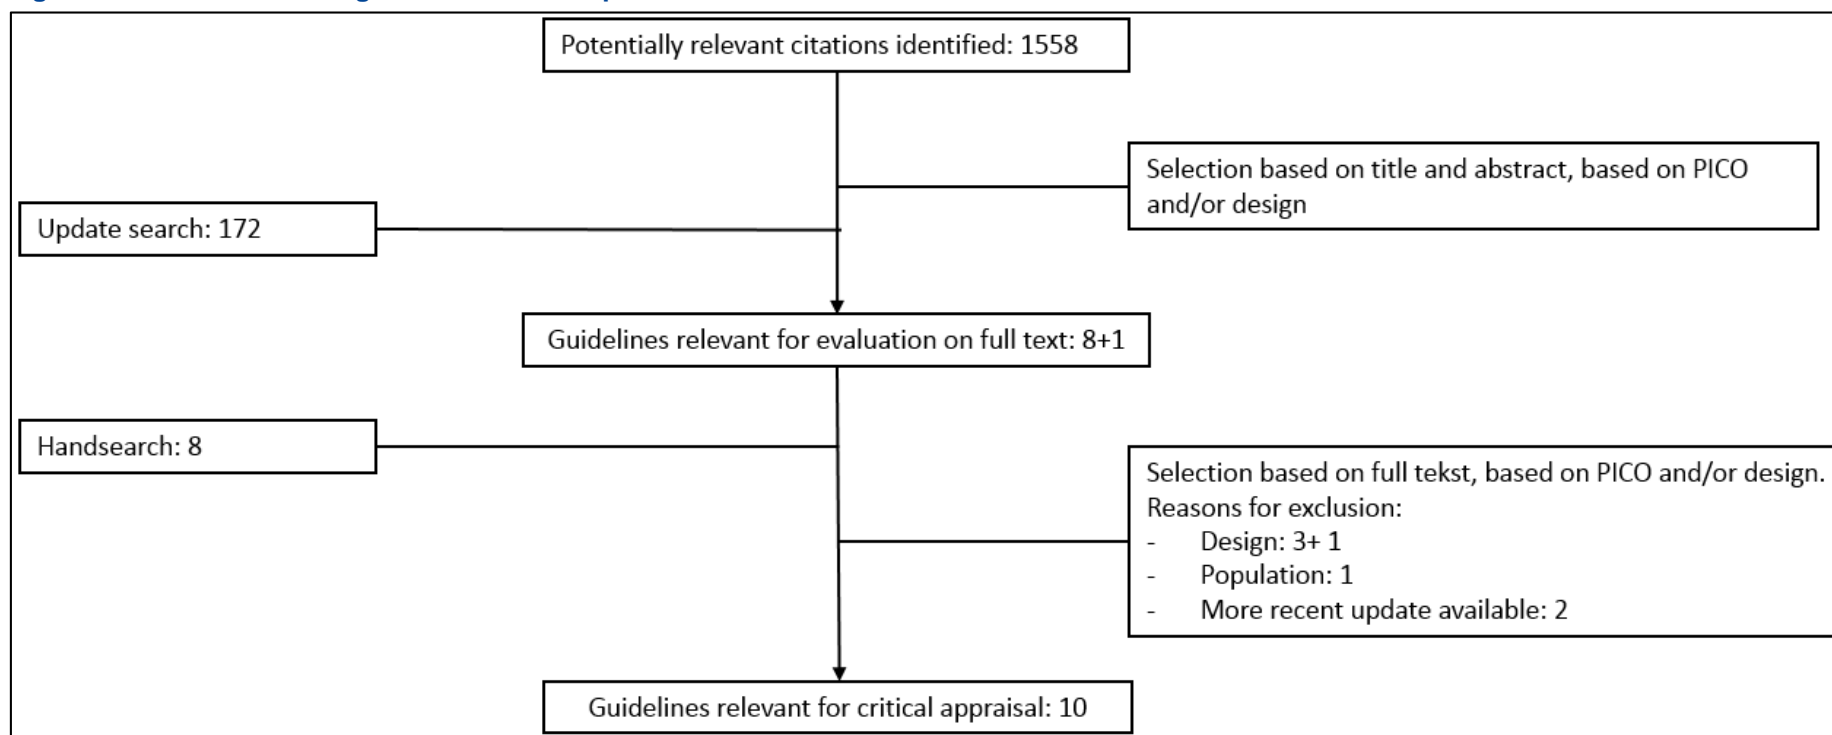 Potentially relevant citations identified: 1558
Selection based on title and abstract, based on PICO
and/or design
Update search: 172
Guidelines relevant for evaluation on full text: 8+1
Handsearch: 8
Selection based on full tekst, based on PICO and/or design.
Reasons for exclusion:
- Design: 3+ 1
- Population: 1
- More recent update available: 2
Guidelines relevant for critical appraisal: 10